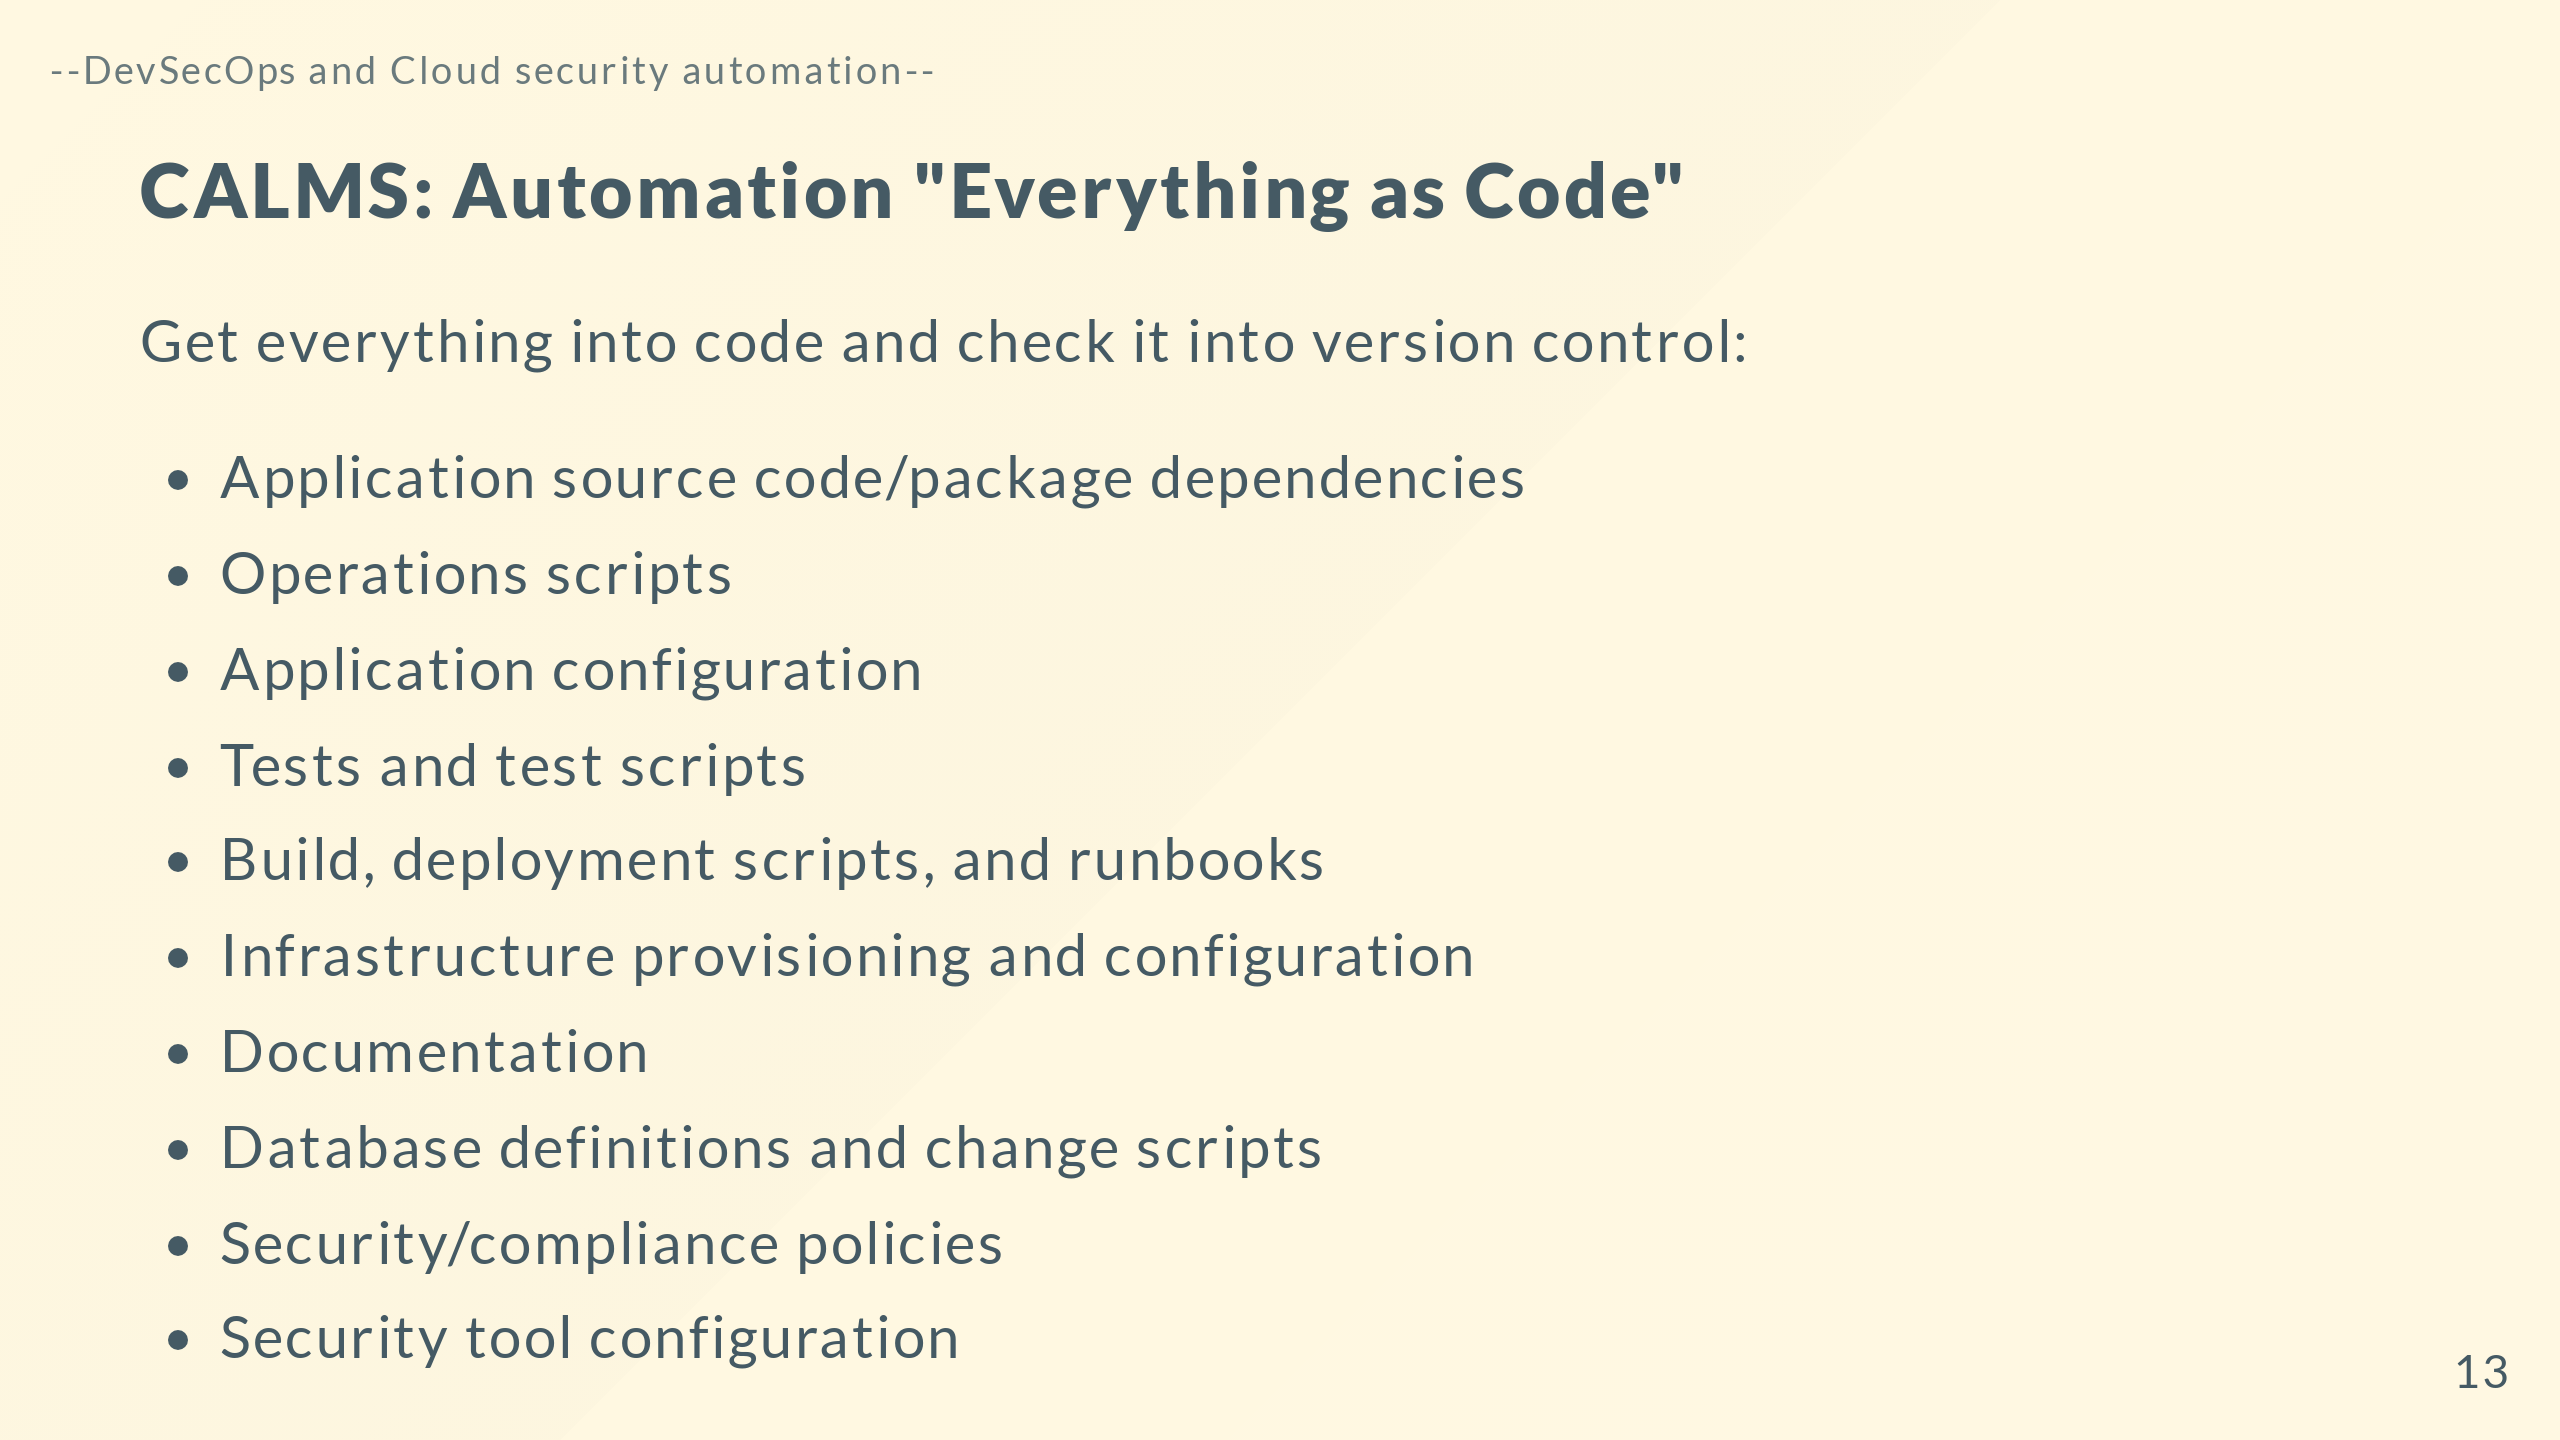 --DevSecOps and Cloud security automation--
CALMS: Automation "Everything as Code"
Get everything into code and check it into version control:
• Application source code/package dependencies
• Operations scripts
• Application configuration
• Tests and test scripts
• Build, deployment scripts, and runbooks
• Infrastructure provisioning and configuration
• Documentation
• Database definitions and change scripts
• Security/compliance policies
• Security tool configuration
13